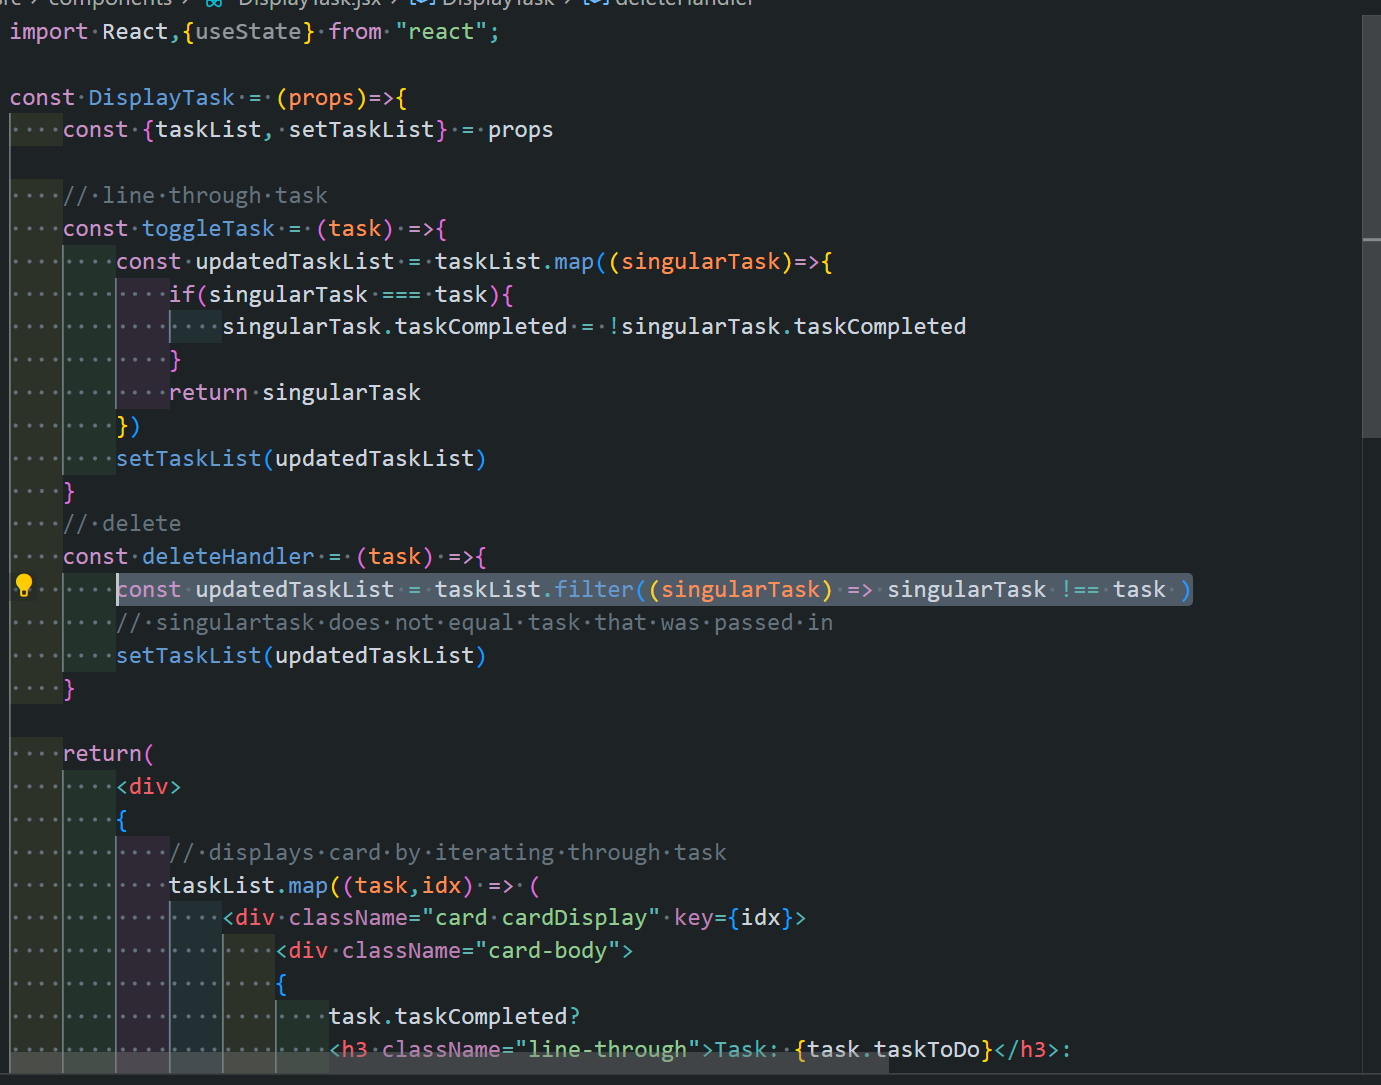 src > components > DisplayTask.jsx > DisplayTask > deleteHandler
import React,{useState} from "react";
const DisplayTask = (props)=>{
const {taskList, setTaskList} = props
// line through task
const toggleTask = (task) =>{
const updatedTaskList = taskList.map((singularTask)=>{
if(singularTask === task){
singularTask.taskCompleted = !singularTask.taskCompleted
}
return singularTask
})
setTaskList(updatedTaskList)
}
// delete
const deleteHandler = (task) =>{
const updatedTaskList = taskList.filter((singularTask) => singularTask !== task )
// singulartask does not equal task that was passed in
setTaskList(updatedTaskList)
}
return(
<div>
{
// displays card by iterating through task
taskList.map((task,idx) => (
<div className="card cardDisplay" key={idx}>
<div className="card-body">
{
task.taskCompleted?
<h3 className="line-through">Task: {task.taskToDo}</h3>: